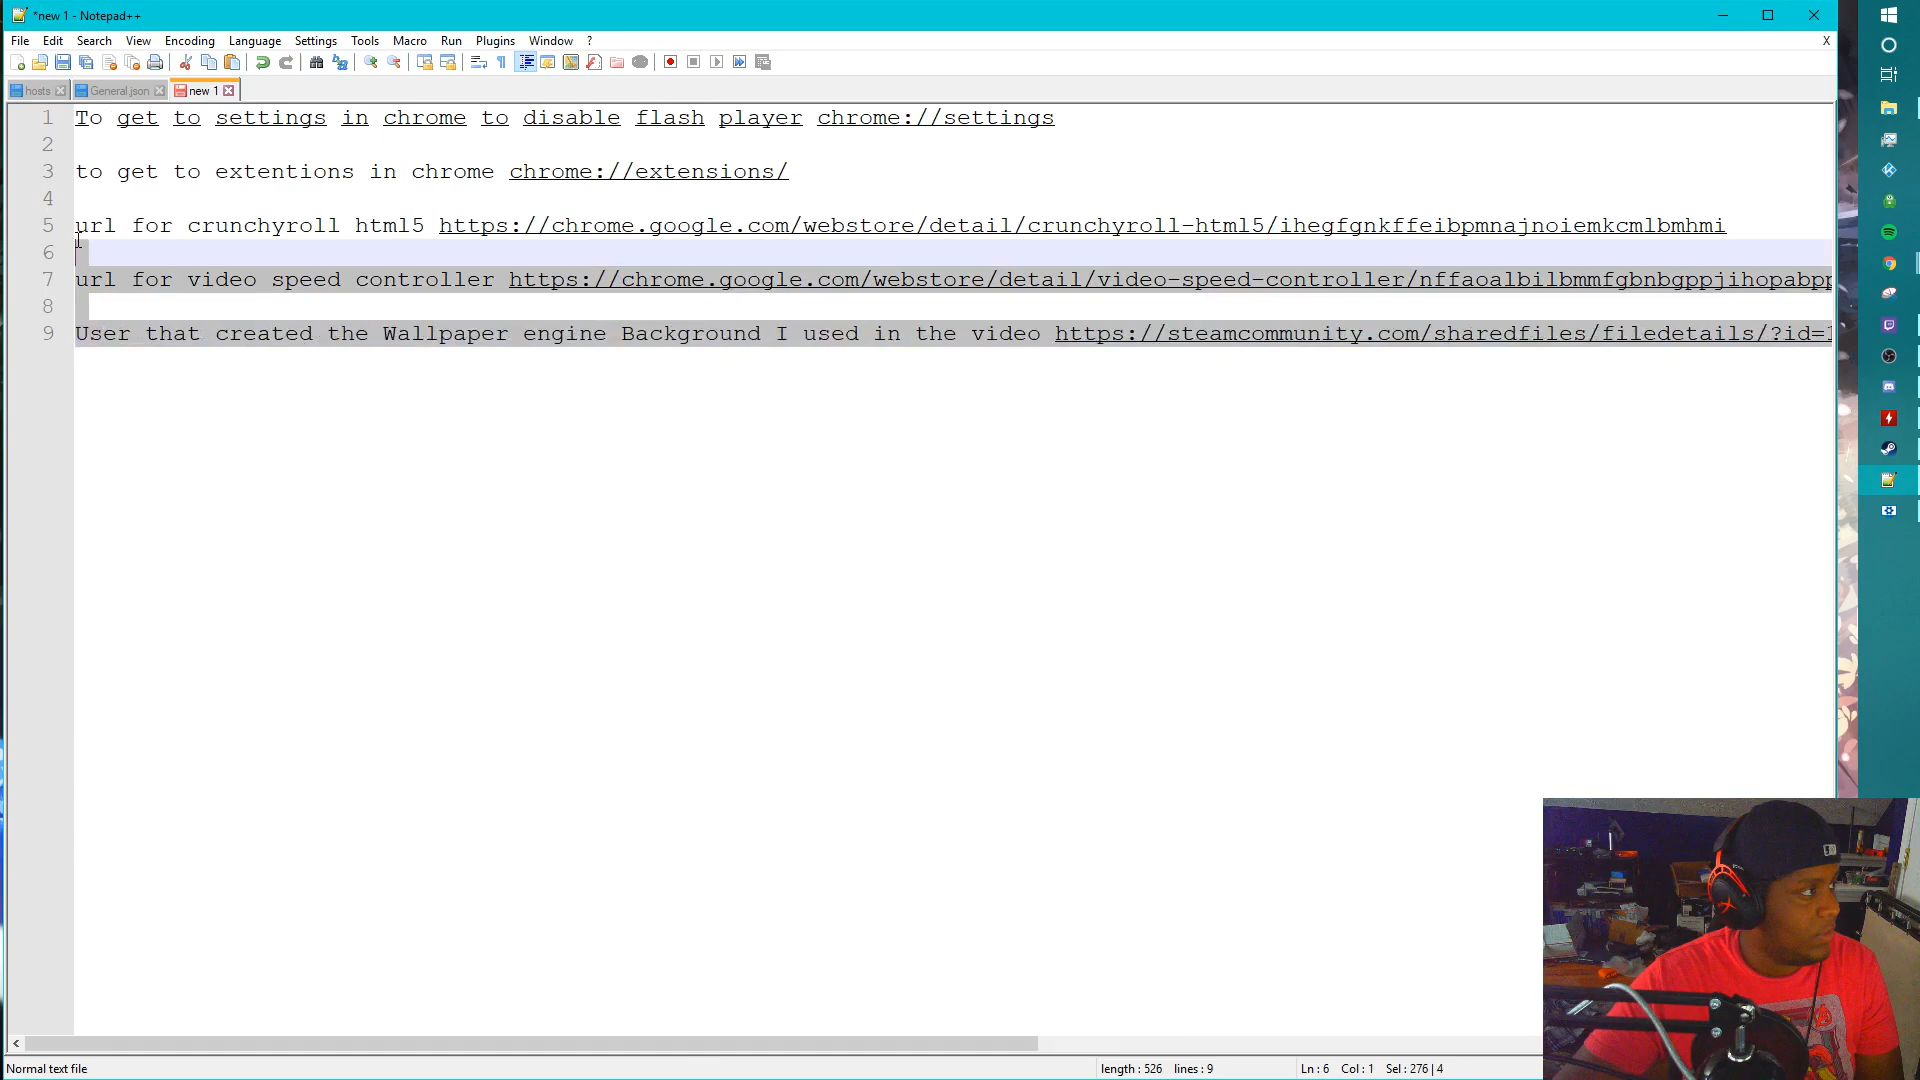 *new 1 - Notepad++
File Edit Search View Encoding Language Settings Tools Macro Run Plugins Window ? X
hosts General.json new 1
1 To get to settings in chrome to disable flash player chrome://settings
2
3 to get to extentions in chrome chrome://extensions/
4
5 url for crunchyroll html5 https://chrome.google.com/webstore/detail/crunchyroll-html5/ihegfgnkffeibpmnajnoiemkcmlbmhmi
6
7 url for video speed controller https://chrome.google.com/webstore/detail/video-speed-controller/nffaoalbilbmmfgbnbgppjihopabpp
8
9 User that created the Wallpaper engine Background I used in the video https://steamcommunity.com/sharedfiles/filedetails/?id=1
Normal text file length : 526 lines : 9 Ln : 6 Col : 1 Sel : 276 | 4